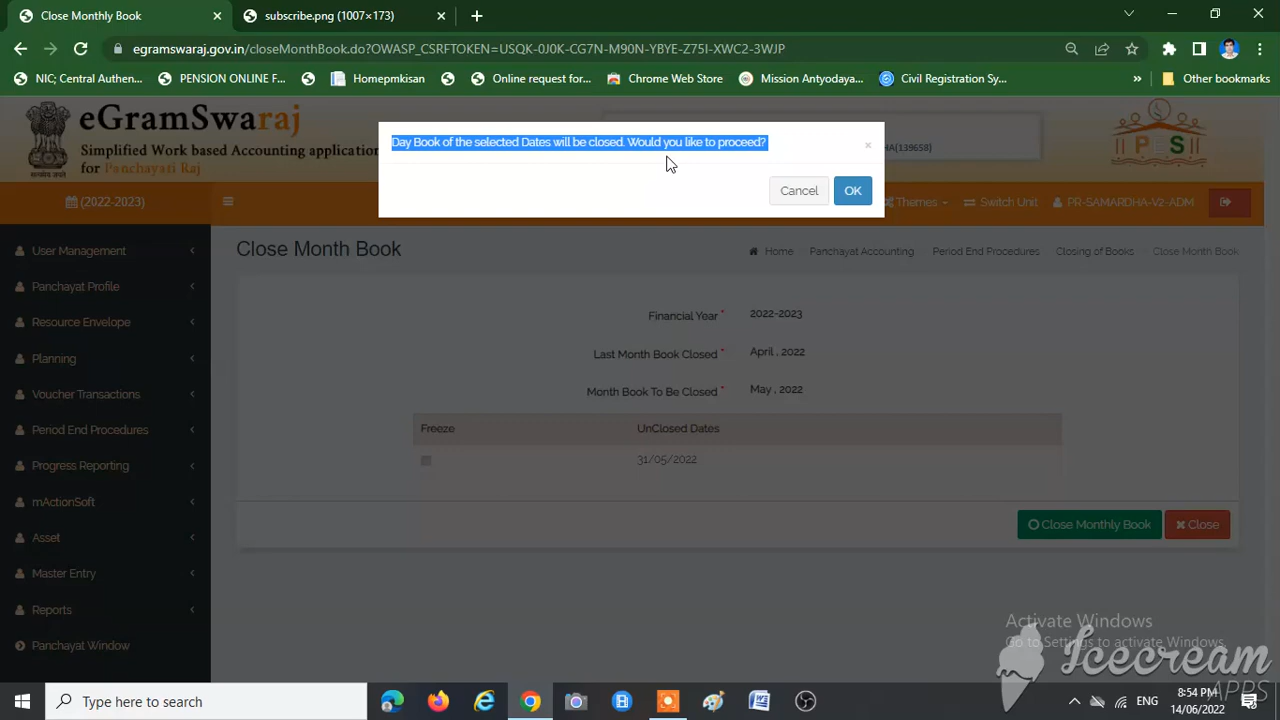 Close Monthly Book
subscribe.png (1007×173)
egramswaraj.gov.in/closeMonthBook.do?OWASP_CSRFTOKEN=USQK-0J0K-CG7N-M90N-YBYE-Z75I-XWC2-3WJP
NIC; Central Authen...
PENSION ONLINE F...
Homepmkisan
Online request for...
Chrome Web Store
Mission Antyodaya...
Civil Registration Sy...
» Other bookmarks
eGramSwaraj
Simplified Work based Accounting application
for Panchayati Raj
HA(139658)
PES
Day Book of the selected Dates will be closed. Would you like to proceed?
×
Cancel OK
(2022-2023)
Themes
Switch Unit
PR-SAMARDHA-V2-ADM
User Management
Panchayat Profile
Resource Envelope
Planning
Voucher Transactions
Period End Procedures
Progress Reporting
mActionSoft
Asset
Master Entry
Reports
Panchayat Window
Close Month Book
Home Panchayat Accounting Period End Procedures Closing of Books Close Month Book
Financial Year * 2022-2023
Last Month Book Closed * April , 2022
Month Book To Be Closed * May , 2022
Freeze UnClosed Dates
31/05/2022
Close Monthly Book
Close
Activate Windows
Go to Settings to activate Windows.
Icecream
APPS
Type here to search
ENG
8:54 PM
14/06/2022